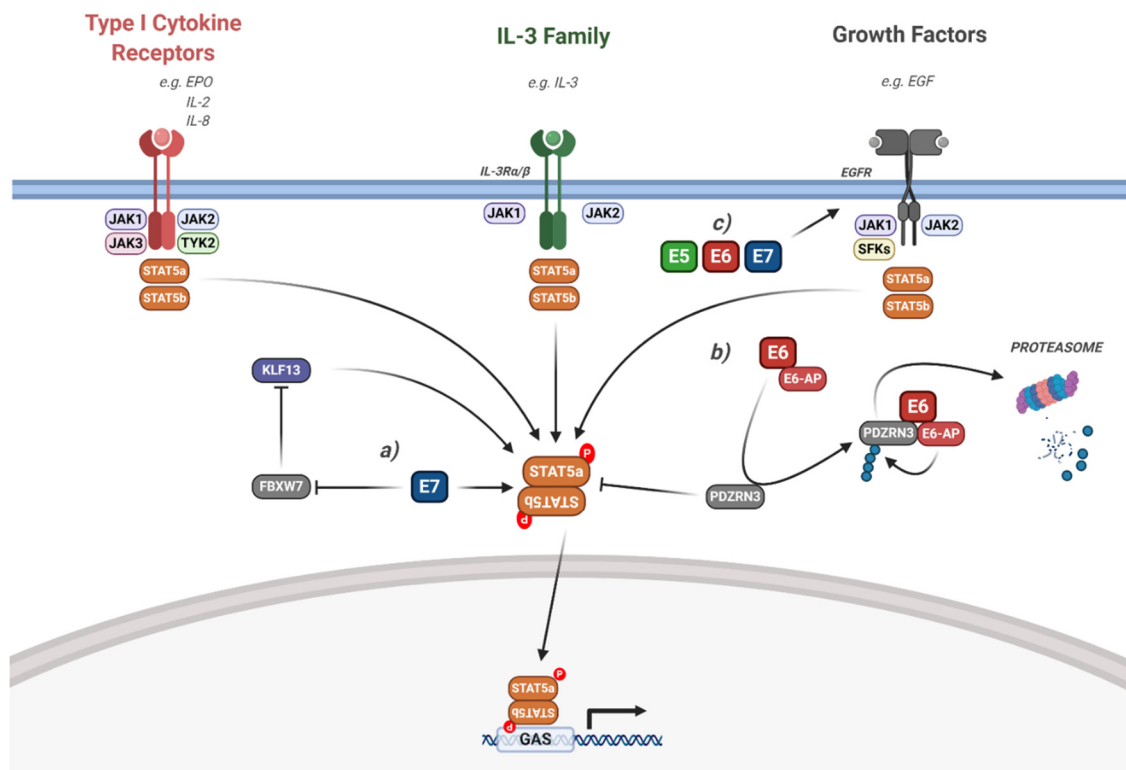 Type I Cytokine
Receptors
e.g. EPO
IL-2
IL-8
IL-3 Family
e.g. IL-3
Growth Factors
e.g. EGF
IL-3Rα/β
EGFR
JAK1
JAK2
JAK3
TYK2
STAT5a
STAT5b
JAK1
JAK2
STAT5a
STAT5b
c)
E5
E6
E7
JAK1
JAK2
SFKs
STAT5a
STAT5b
KLF13
FBXW7
a)
E7
STAT5a
P
STAT5b
P
b)
E6
E6-AP
PDZRN3
E6
PDZRN3
E6-AP
PROTEASOME
STAT5a
P
STAT5b
P
GAS